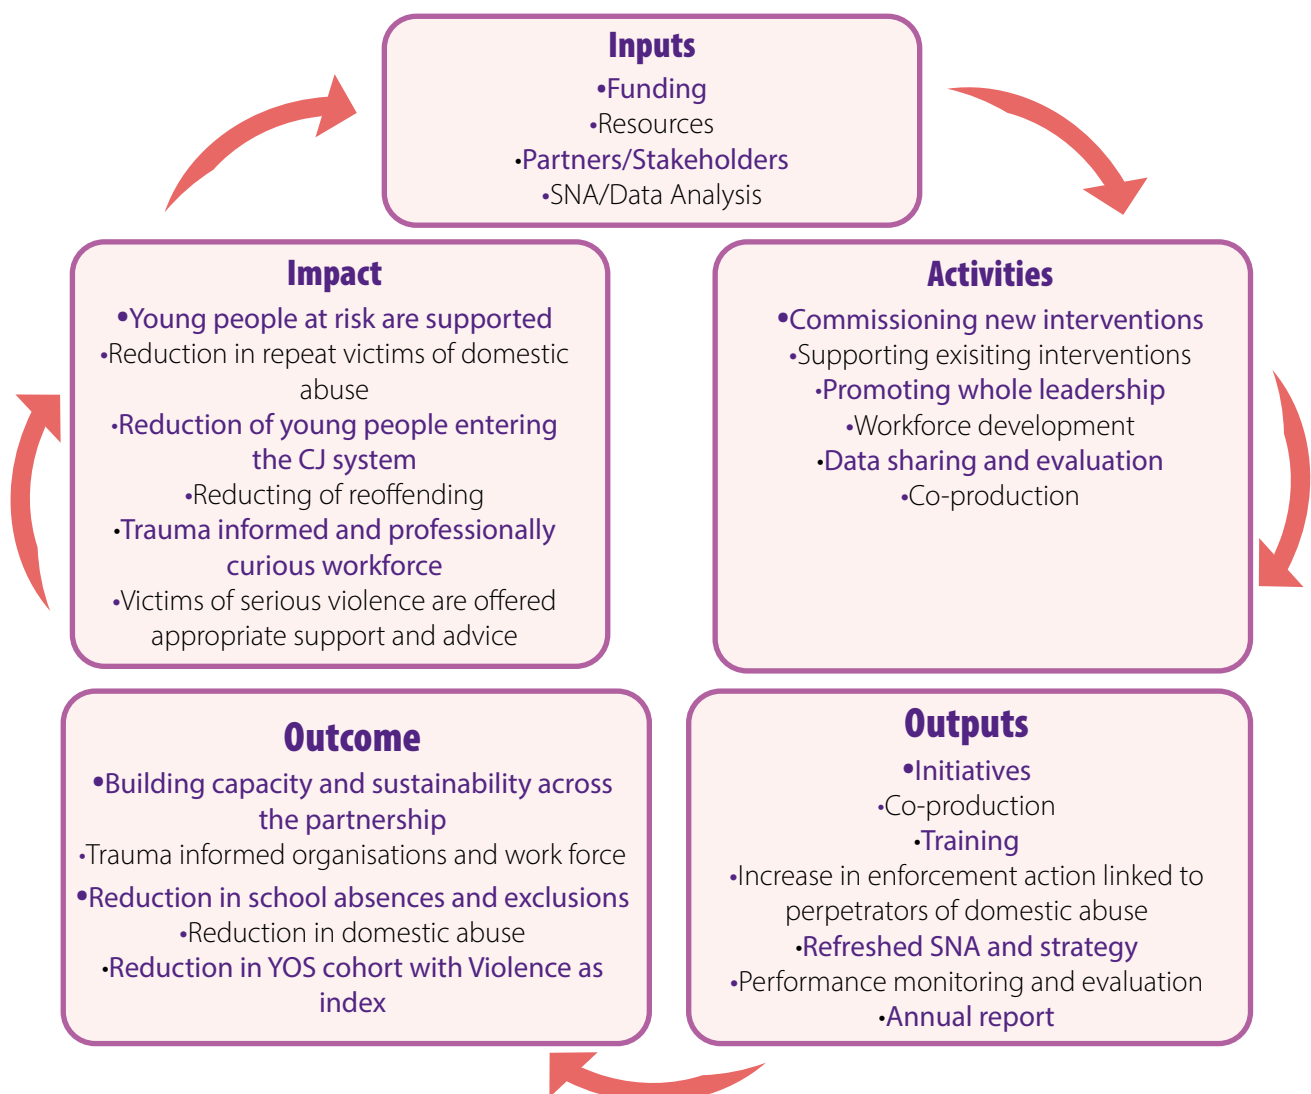 Inputs
•Funding
•Resources
•Partners/Stakeholders
•SNA/Data Analysis
Impact
•Young people at risk are supported
•Reduction in repeat victims of domestic
abuse
•Reduction of young people entering
the CJ system
•Reducting of reoffending
•Trauma informed and professionally
curious workforce
•Victims of serious violence are offered
appropriate support and advice
Activities
•Commissioning new interventions
•Supporting exisiting interventions
•Promoting whole leadership
•Workforce development
•Data sharing and evaluation
•Co-production
Outcome
•Building capacity and sustainability across
the partnership
•Trauma informed organisations and work force
•Reduction in school absences and exclusions
•Reduction in domestic abuse
•Reduction in YOS cohort with Violence as
index
Outputs
•Initiatives
•Co-production
•Training
•Increase in enforcement action linked to
perpetrators of domestic abuse
•Refreshed SNA and strategy
•Performance monitoring and evaluation
•Annual report